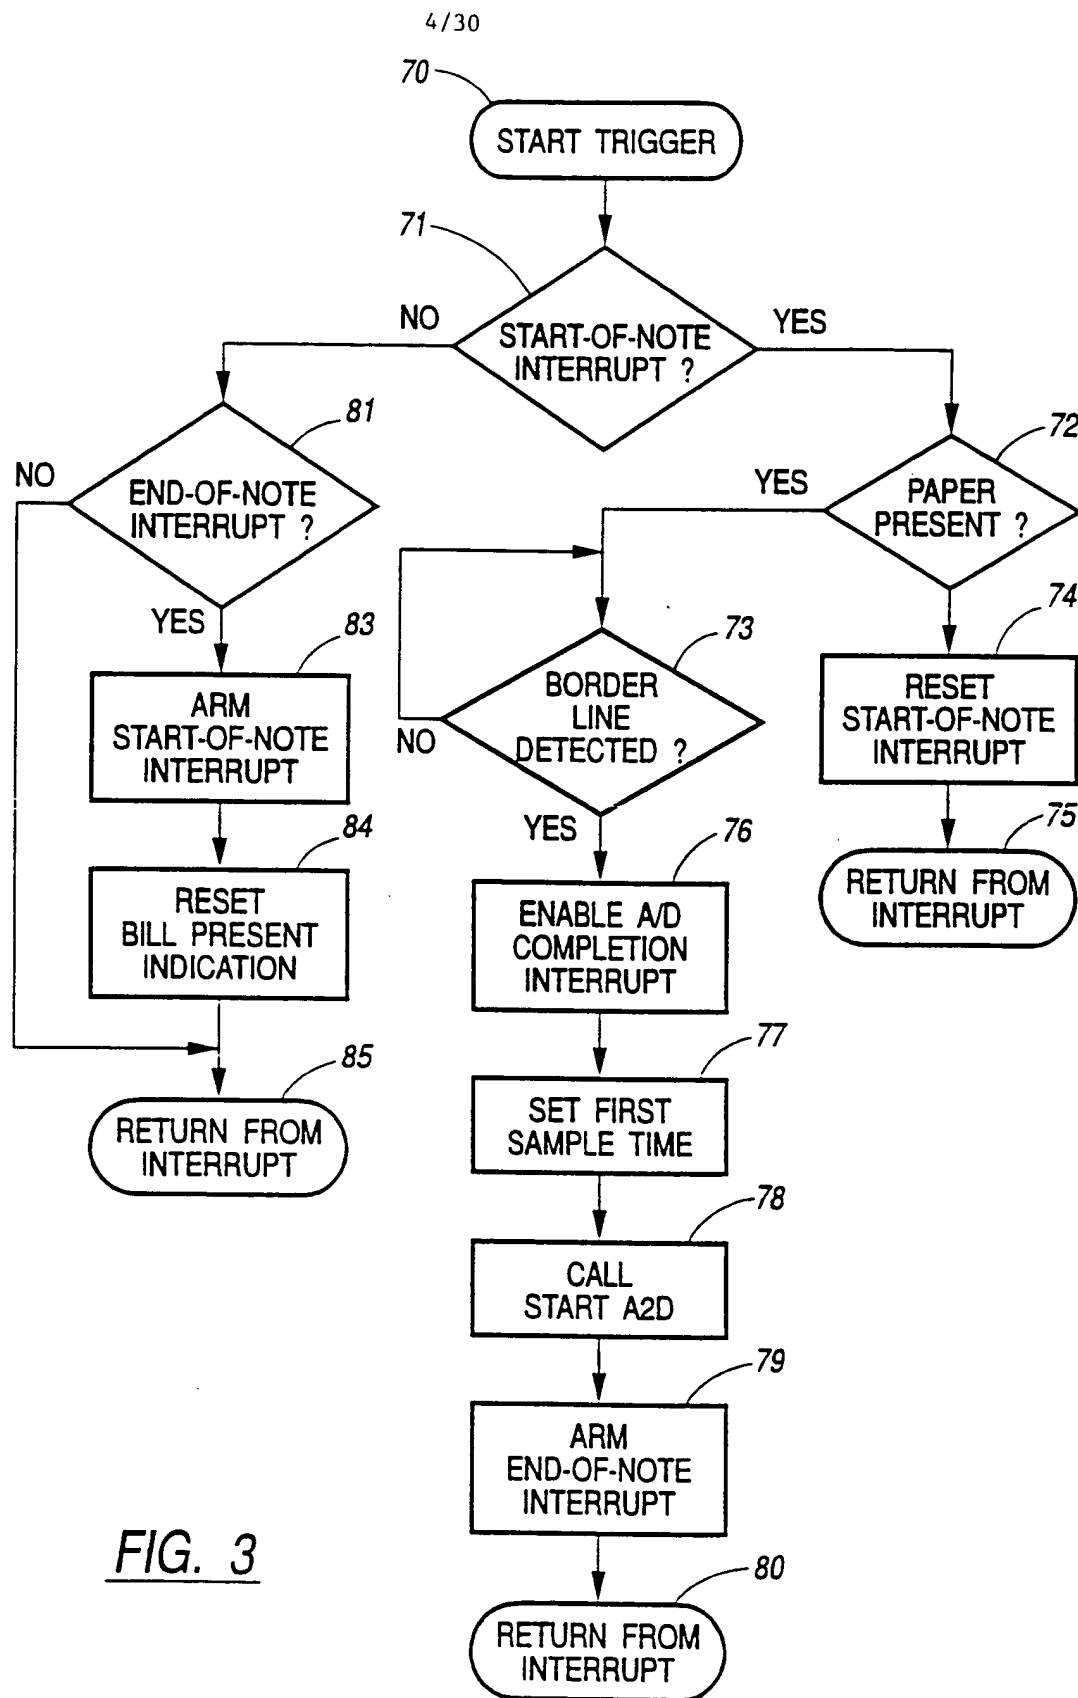 4/30
70
START TRIGGER
71
NO
YES
START-OF-NOTE
INTERRUPT ?
81
72
NO
END-OF-NOTE
INTERRUPT ?
YES
PAPER
PRESENT ?
YES
83
73
74
ARM
START-OF-NOTE
INTERRUPT
NO
BORDER
LINE
DETECTED ?
RESET
START-OF-NOTE
INTERRUPT
84
YES
76
75
RESET
BILL PRESENT
INDICATION
ENABLE A/D
COMPLETION
INTERRUPT
RETURN FROM
INTERRUPT
85
77
RETURN FROM
INTERRUPT
SET FIRST
SAMPLE TIME
78
CALL
START A2D
79
ARM
END-OF-NOTE
INTERRUPT
FIG. 3
80
RETURN FROM
INTERRUPT